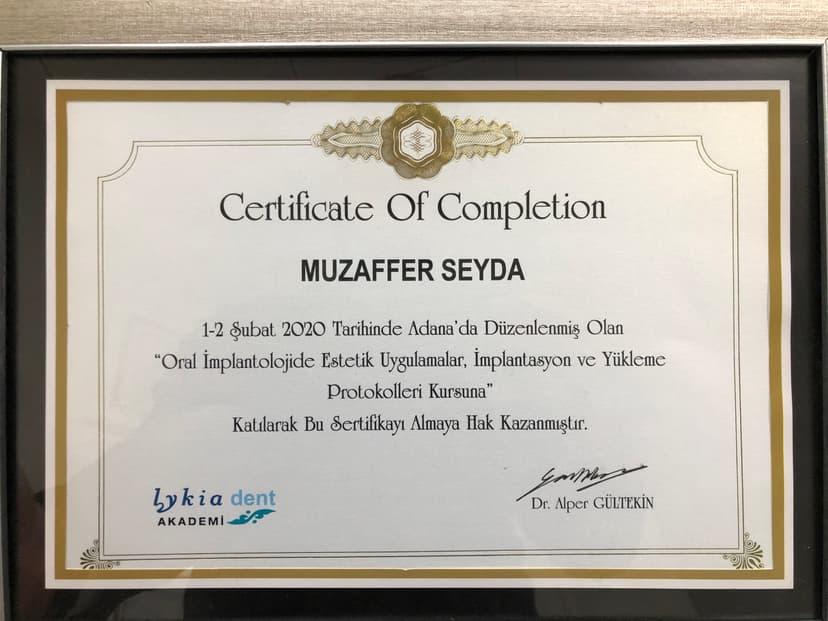 Certificate Of Completion
MUZAFFER SEYDA
1-2 Şubat 2020 Tarihinde Adana'da Düzenlenmiş Olan
“Oral İmplantolojide Estetik Uygulamalar, İmplantasyon ve Yükleme
Protokolleri Kursuna”
Katılarak Bu Sertifikayı Almaya Hak Kazanmıştır.
Lykia dent
AKADEMİ
Dr. Alper GÜLTEKİN